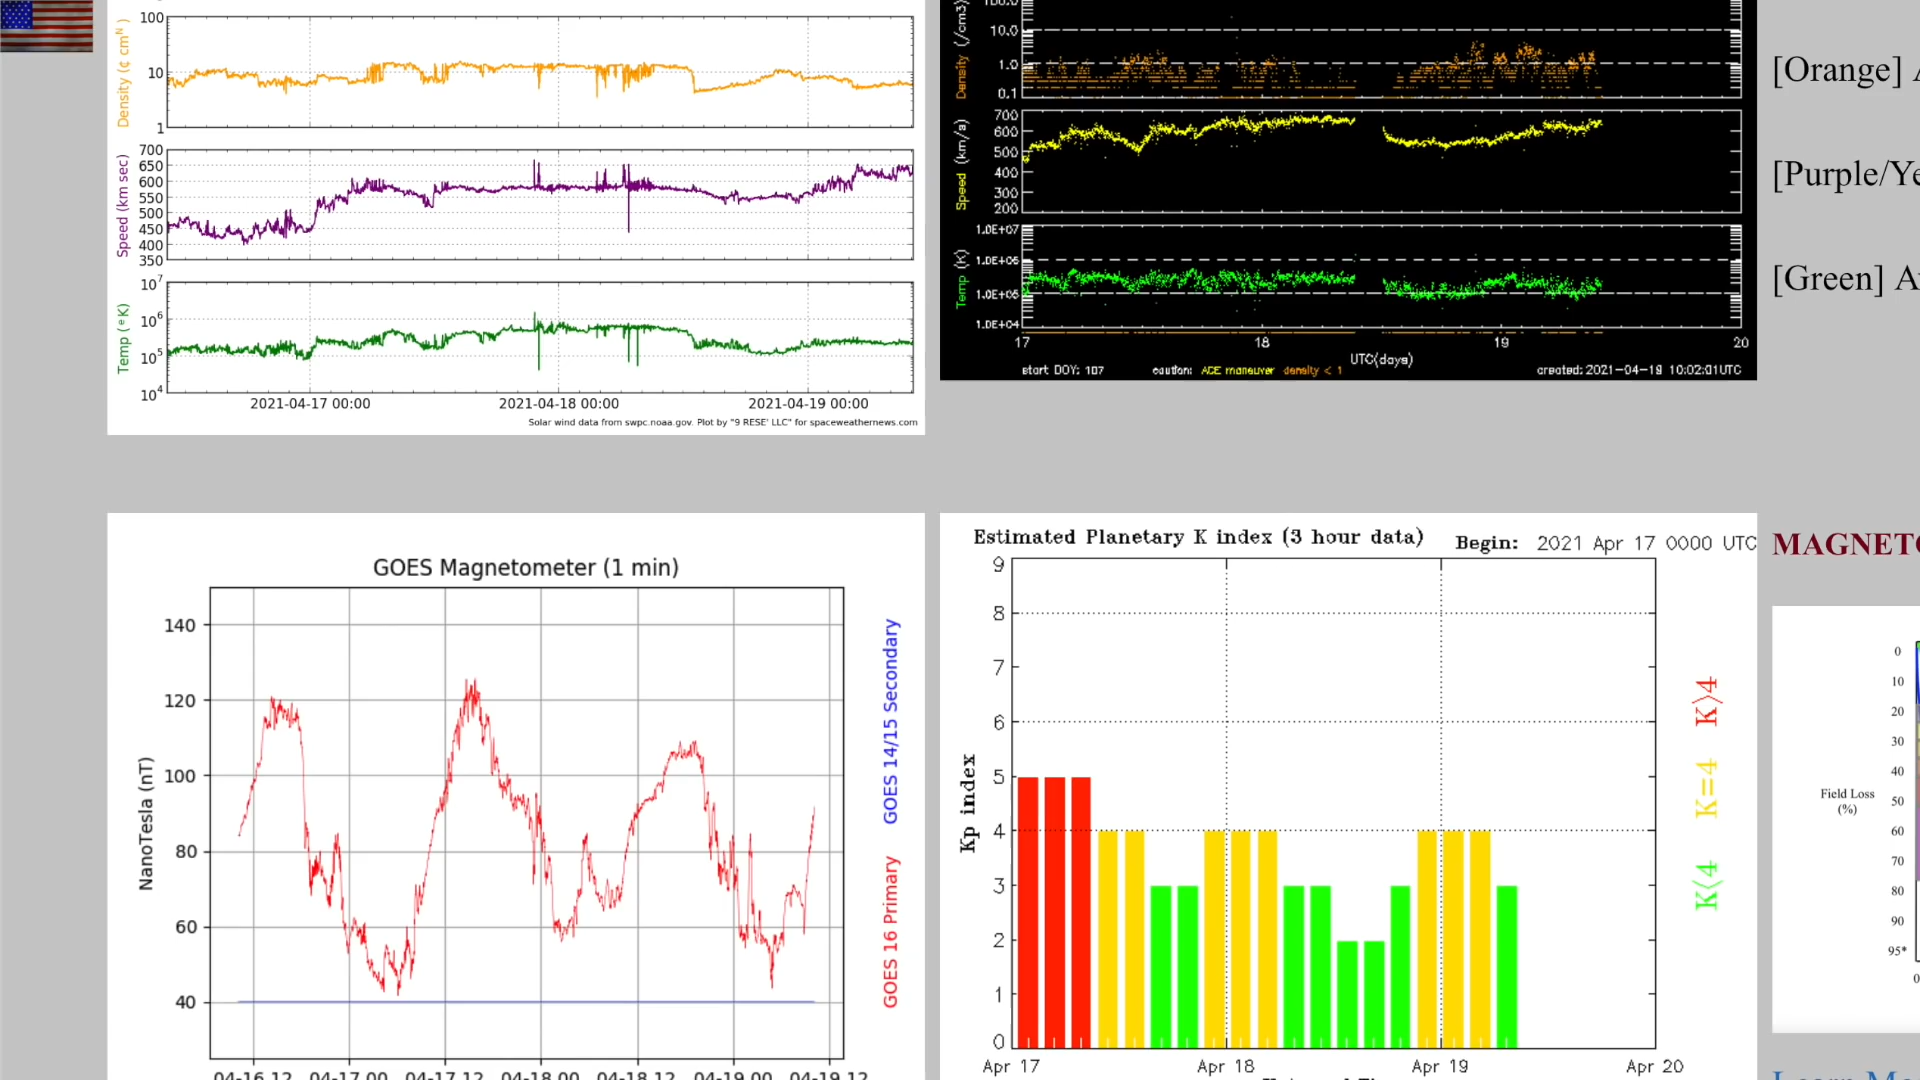 100
10
1
Density (¢ cm^N)
700
650
600
550
500
450
400
350
Speed (km sec)
10^7
10^6
10^5
10^4
Temp (°K)
2021-04-17 00:00
2021-04-18 00:00
2021-04-19 00:00
Solar wind data from swpc.noaa.gov. Plot by "9 RESE' LLC" for spaceweathernews.com
100.0
10.0
1.0
0.1
Density (/cm3)
700
600
500
400
300
200
Speed (km/s)
1.0E+07
1.0E+06
1.0E+05
1.0E+04
Temp (K)
17
18
19
20
UTC(days)
start DOY: 107
caution: ACE maneuver density < 1
created:2021-04-19 10:02:01UTC
[Orange]
[Purple/Ye
[Green]
GOES Magnetometer (1 min)
140
120
100
80
60
40
NanoTesla (nT)
GOES 14/15 Secondary
GOES 16 Primary
04-16 12
04-17 00
04-17 12
04-18 00
04-18 12
04-19 00
04-19 12
Estimated Planetary K index (3 hour data)
Begin: 2021 Apr 17 0000 UTC
9
8
7
6
5
4
3
2
1
0
Kp index
K>4
K=4
K<4
Apr 17
Apr 18
Apr 19
Apr 20
MAGNETO
0
10
20
30
40
50
60
70
80
90
95*
Field Loss
(%)
0